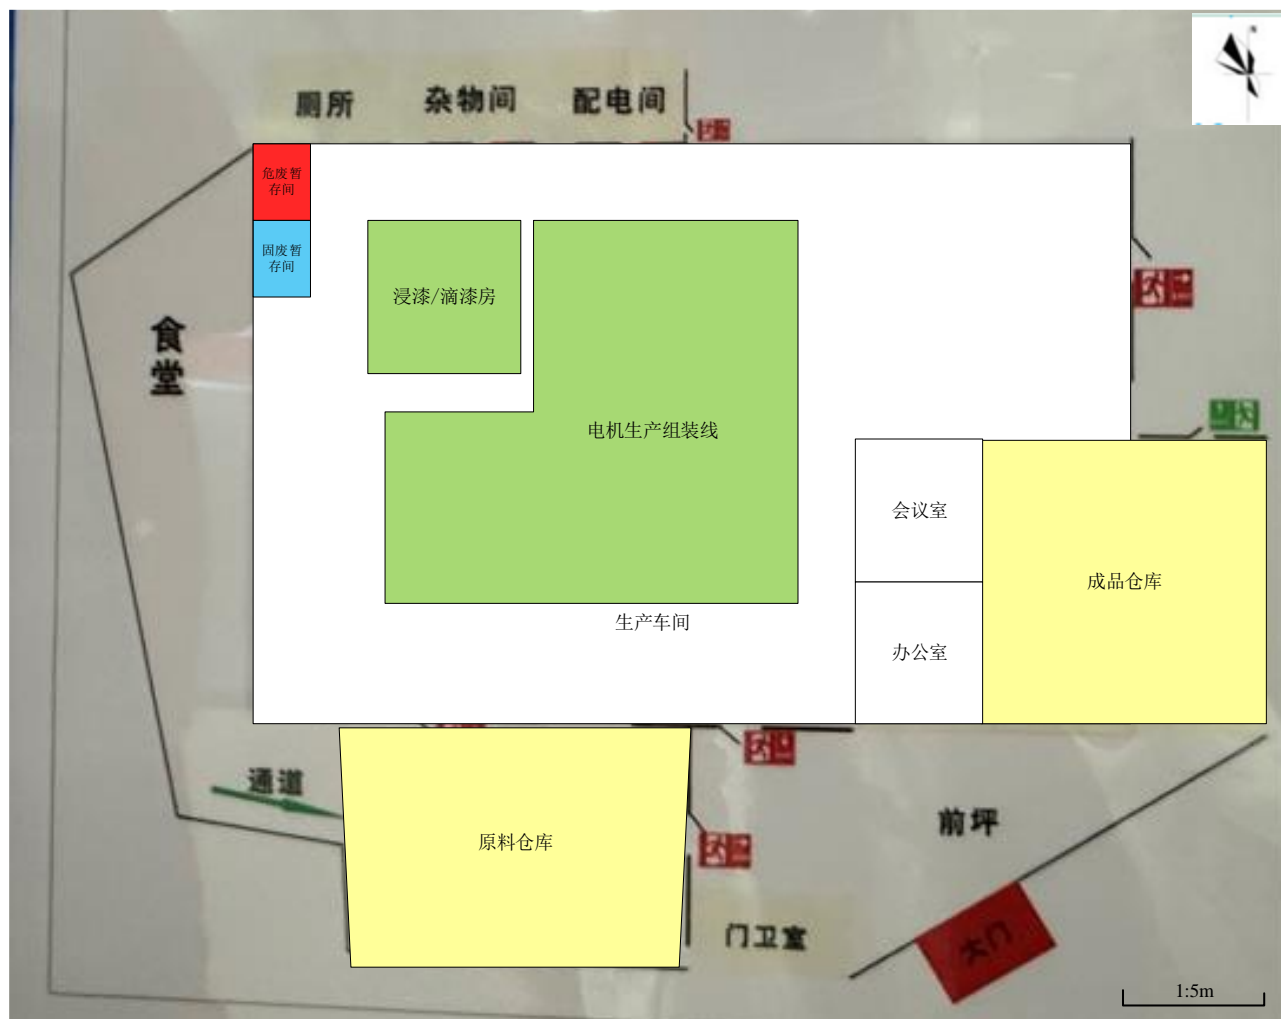 厕所 杂物间 配电间
危废暂
存间
固废暂
存间
浸漆/滴漆房
食
堂
电机生产组装线
会议室
成品仓库
生产车间
办公室
通道
前坪
原料仓库
门卫室
大门
1:5m